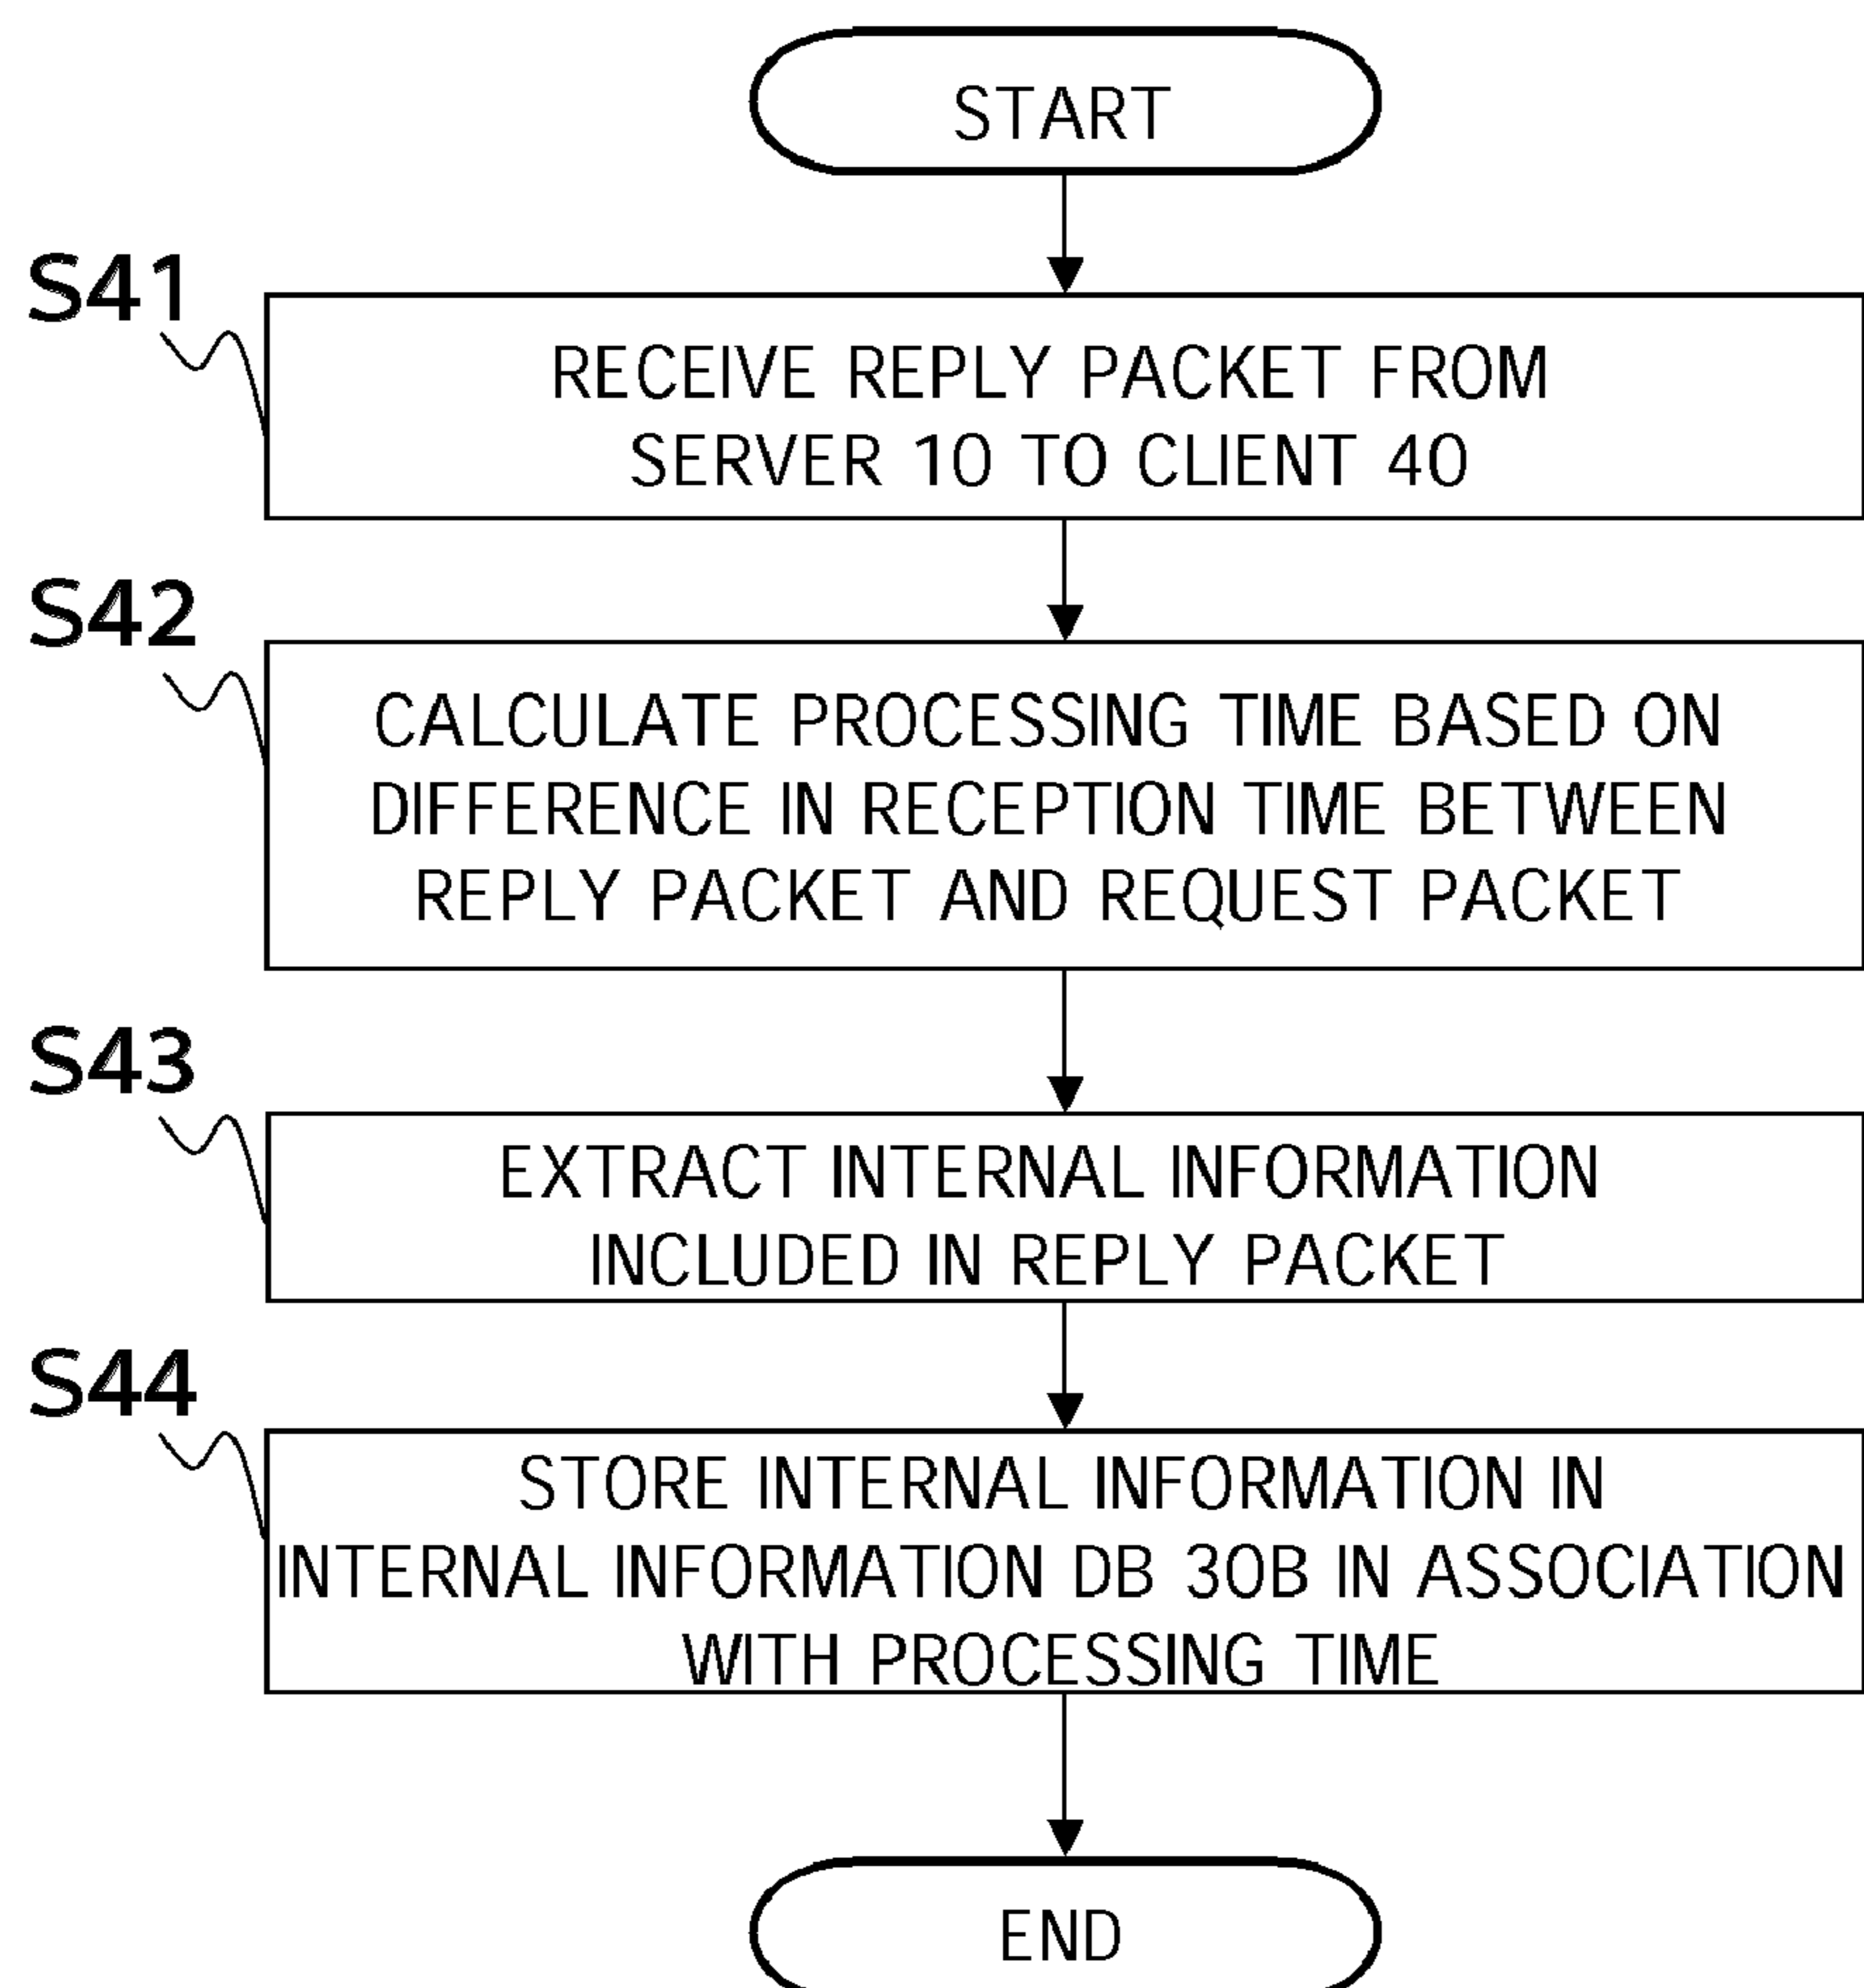 START
S41
RECEIVE REPLY PACKET FROM
SERVER 10 TO CLIENT 40
S42
CALCULATE PROCESSING TIME BASED ON
DIFFERENCE IN RECEPTION TIME BETWEEN
REPLY PACKET AND REQUEST PACKET
S43
EXTRACT INTERNAL INFORMATION
INCLUDED IN REPLY PACKET
S44
STORE INTERNAL INFORMATION IN
INTERNAL INFORMATION DB 30B IN ASSOCIATION
WITH PROCESSING TIME
END